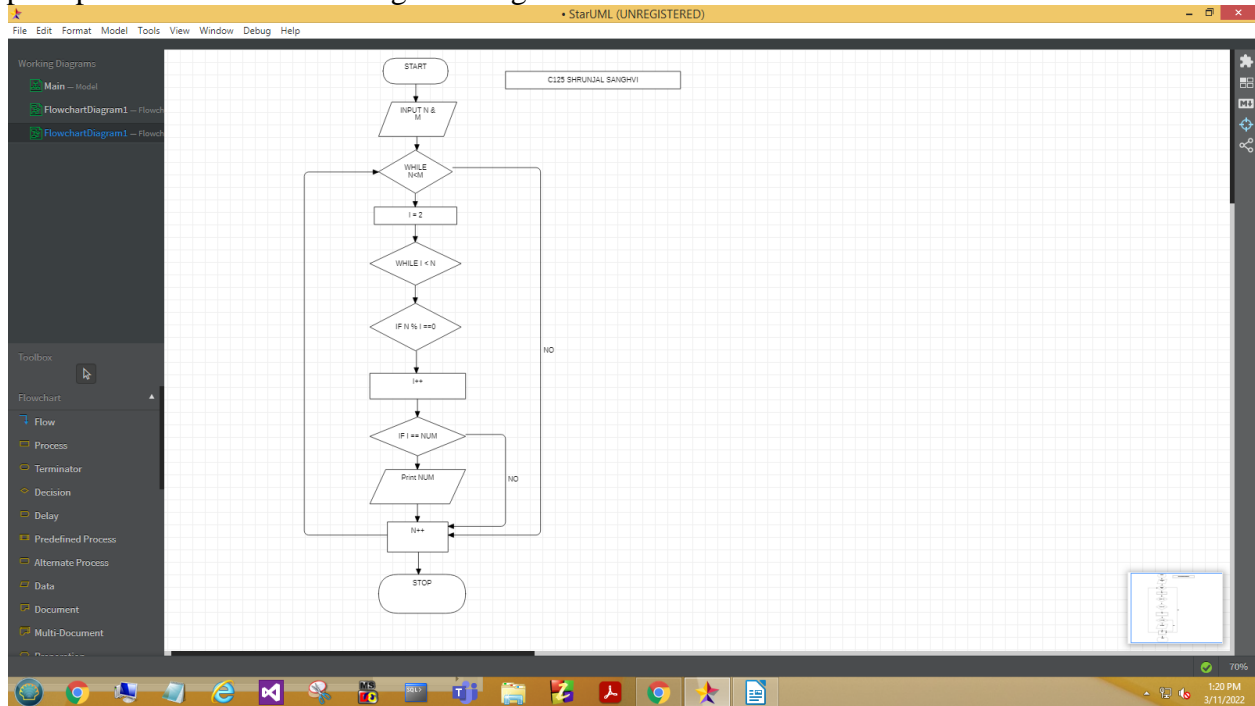 • StarUML (UNREGISTERED)
File Edit Format Model Tools View Window Debug Help
Working Diagrams
Main — Model
FlowchartDiagram1 — Flowch
FlowchartDiagram1 — Flowch
Toolbox
Flowchart
Flow
Process
Terminator
Decision
Delay
Predefined Process
Alternate Process
Data
Document
Multi-Document
START
C125 SHRUNJAL SANGHVI
INPUT N &
M
WHILE
N<M
I = 2
WHILE I < N
IF N % I ==0
NO
I++
IF I == NUM
Print NUM
NO
N++
STOP
70%
1:20 PM
3/11/2022